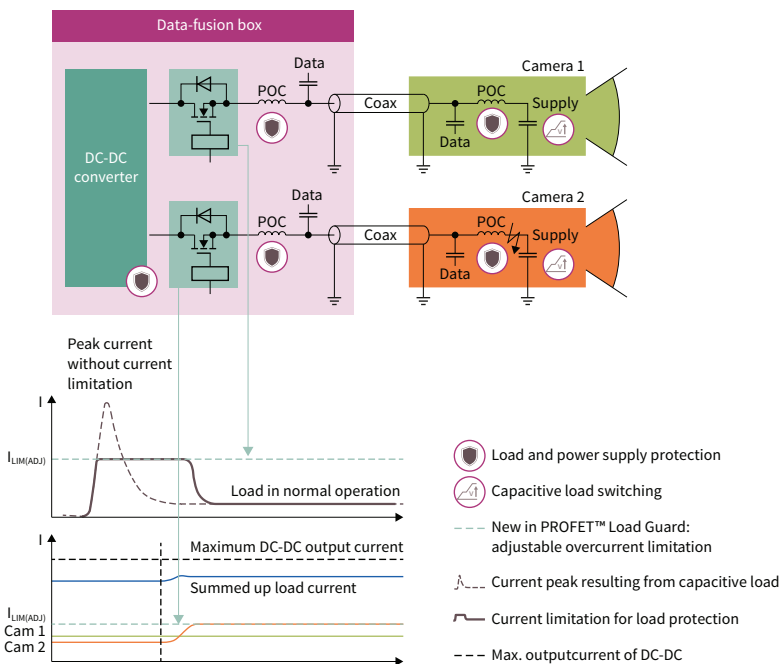 Data-fusion box
Data
POC
Coax
Camera 1
POC
Supply
Data
V
DC-DC
converter
Data
POC
Coax
Camera 2
POC
Supply
Data
V
Peak current
without current
limitation
I
I LIM(ADJ)
Load in normal operation
I
Maximum DC-DC output current
Summed up load current
I LIM(ADJ)
Cam 1
Cam 2
Load and power supply protection
V
Capacitive load switching
New in PROFET™ Load Guard:
adjustable overcurrent limitation
Current peak resulting from capacitive load
Current limitation for load protection
Max. outputcurrent of DC-DC